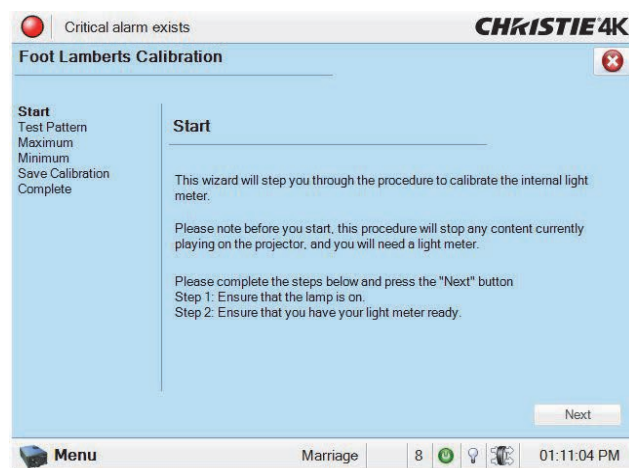 Critical alarm exists
CHRISTIE 4K
Foot Lamberts Calibration
Start
Test Pattern
Maximum
Minimum
Save Calibration
Complete
Start
This wizard will step you through the procedure to calibrate the internal light
meter.
Please note before you start, this procedure will stop any content currently
playing on the projector, and you will need a light meter.
Please complete the steps below and press the "Next" button
Step 1: Ensure that the lamp is on.
Step 2: Ensure that you have your light meter ready.
Next
Menu
Marriage
8
01:11:04 PM